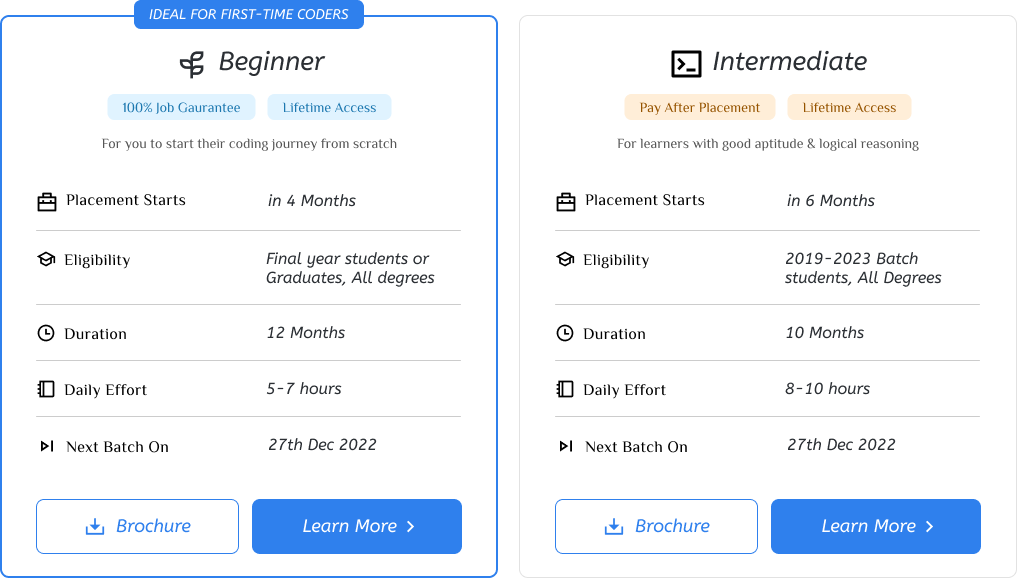 IDEAL FOR FIRST-TIME CODERS
Beginner
100% Job Gaurantee
Lifetime Access
For you to start their coding journey from scratch
Placement Starts
in 4 Months
Eligibility
Final year students or
Graduates, All degrees
Duration
12 Months
Daily Effort
5-7 hours
Next Batch On
27th Dec 2022
Brochure
Learn More
Intermediate
Pay After Placement
Lifetime Access
For learners with good aptitude & logical reasoning
Placement Starts
in 6 Months
Eligibility
2019-2023 Batch
students, All Degrees
Duration
10 Months
Daily Effort
8-10 hours
Next Batch On
27th Dec 2022
Brochure
Learn More